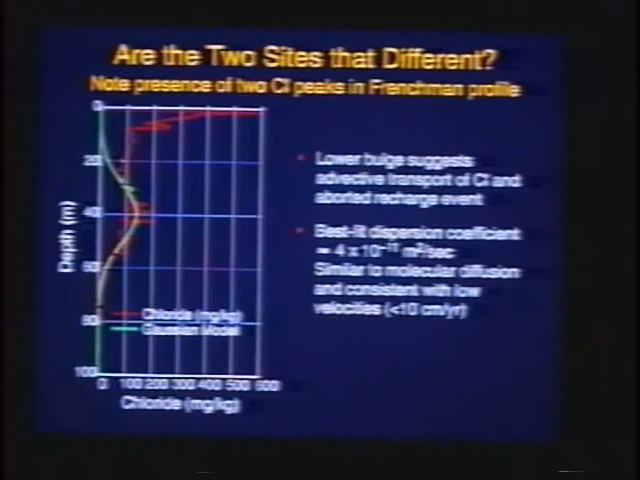 Are the Two Sites that Different?
Note presence of two Cl peaks in Frenchman profile
0
20
40
60
80
100
Depth (m)
0 100 200 300 400 500 600
Chloride (mg/kg)
Chloride (mg/kg)
Gaussian Model
• Lower bulge suggests
advective transport of Cl and
aborted recharge event
• Best-fit dispersion coefficient
≈ 4 x 10⁻¹¹ m²/sec
Similar to molecular diffusion
and consistent with low
velocities (<10 cm/yr)